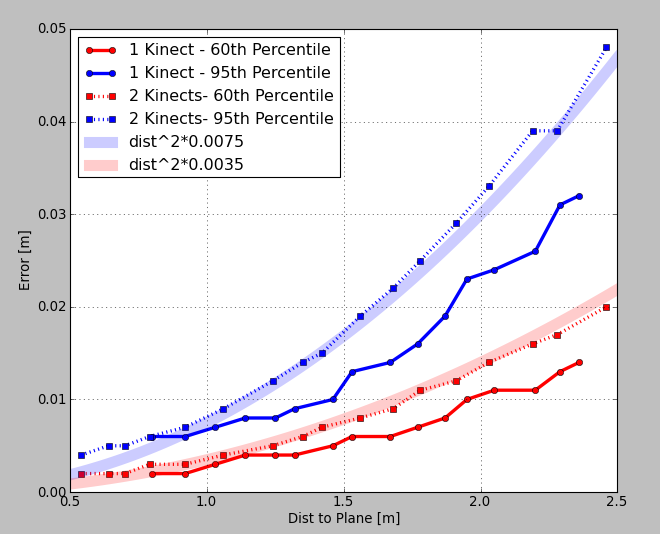 0.05
0.04
0.03
0.02
0.01
0.00
Error [m]
1 Kinect - 60th Percentile
1 Kinect - 95th Percentile
2 Kinects- 60th Percentile
2 Kinects- 95th Percentile
dist^2*0.0075
dist^2*0.0035
0.5 1.0 1.5 2.0 2.5
Dist to Plane [m]